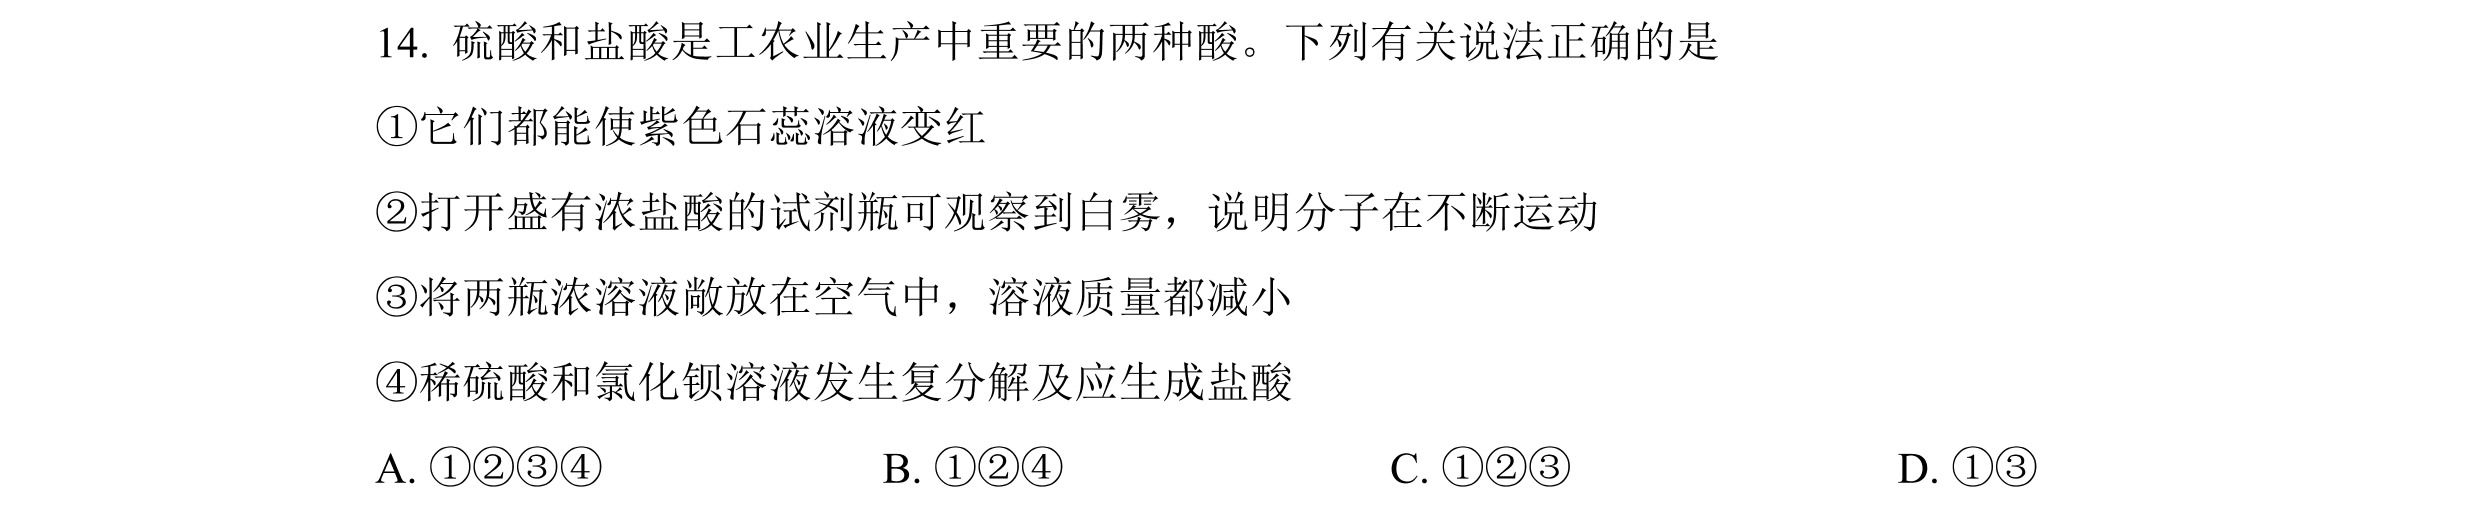 14. 硫酸和盐酸是工农业生产中重要的两种酸。下列有关说法正确的是
①它们都能使紫色石蕊溶液变红
②打开盛有浓盐酸的试剂瓶可观察到白雾，说明分子在不断运动
③将两瓶浓溶液敞放在空气中，溶液质量都减小
④稀硫酸和氯化钡溶液发生复分解及应生成盐酸
A. ①②③④ B. ①②④ C. ①②③ D. ①③